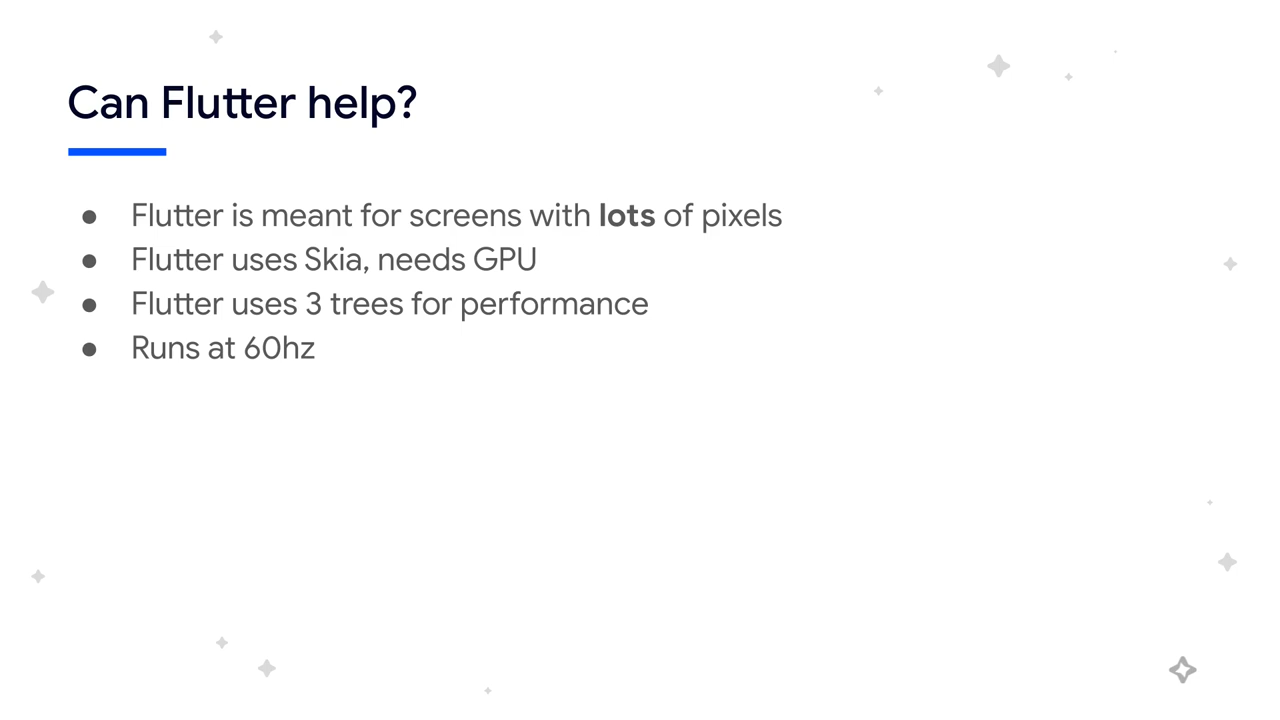 Can Flutter help?
● Flutter is meant for screens with lots of pixels
● Flutter uses Skia, needs GPU
● Flutter uses 3 trees for performance
● Runs at 60hz